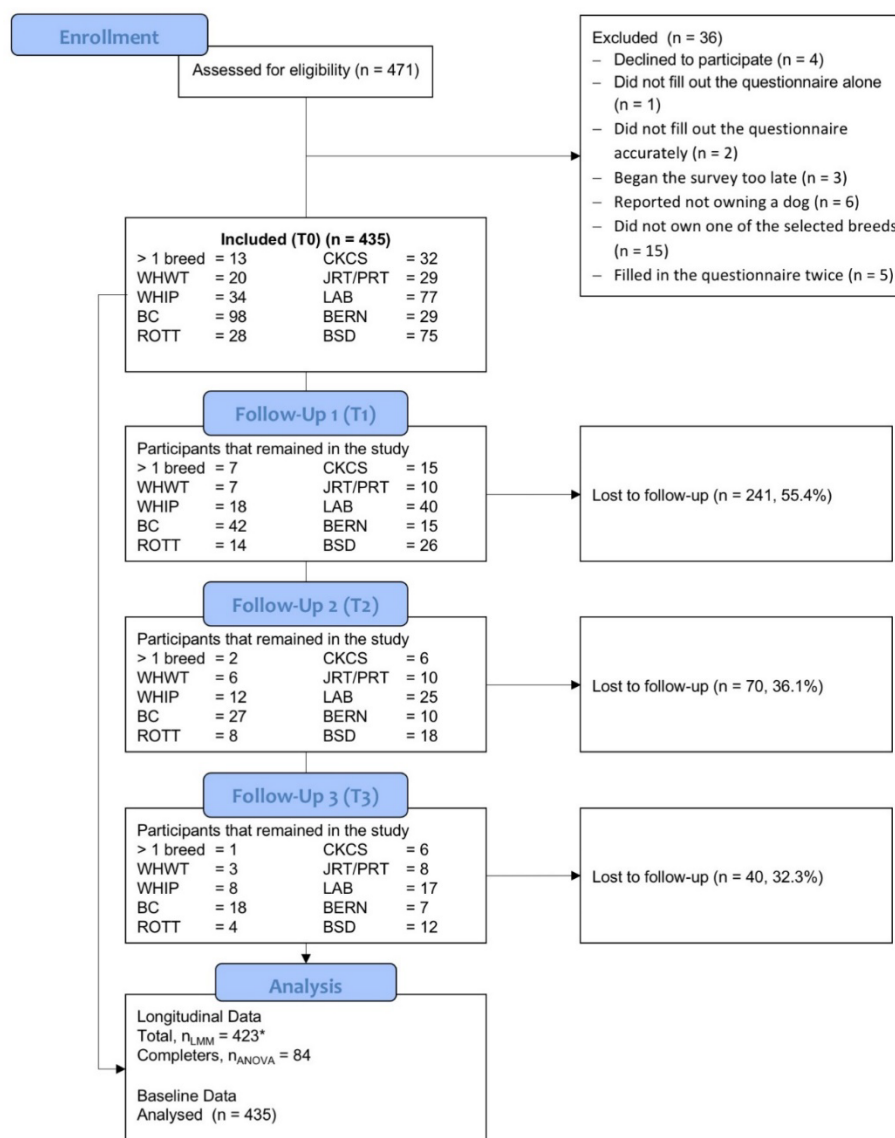 Enrollment
Assessed for eligibility (n = 471)
Excluded (n = 36)
– Declined to participate (n = 4)
– Did not fill out the questionnaire alone
(n = 1)
– Did not fill out the questionnaire
accurately (n = 2)
– Began the survey too late (n = 3)
– Reported not owning a dog (n = 6)
– Did not own one of the selected breeds
(n = 15)
– Filled in the questionnaire twice (n = 5)
Included (T0) (n = 435)
> 1 breed = 13 CKCS = 32
WHWT = 20 JRT/PRT = 29
WHIP = 34 LAB = 77
BC = 98 BERN = 29
ROTT = 28 BSD = 75
Follow-Up 1 (T1)
Participants that remained in the study
> 1 breed = 7 CKCS = 15
WHWT = 7 JRT/PRT = 10
WHIP = 18 LAB = 40
BC = 42 BERN = 15
ROTT = 14 BSD = 26
Lost to follow-up (n = 241, 55.4%)
Follow-Up 2 (T2)
Participants that remained in the study
> 1 breed = 2 CKCS = 6
WHWT = 6 JRT/PRT = 10
WHIP = 12 LAB = 25
BC = 27 BERN = 10
ROTT = 8 BSD = 18
Lost to follow-up (n = 70, 36.1%)
Follow-Up 3 (T3)
Participants that remained in the study
> 1 breed = 1 CKCS = 6
WHWT = 3 JRT/PRT = 8
WHIP = 8 LAB = 17
BC = 18 BERN = 7
ROTT = 4 BSD = 12
Lost to follow-up (n = 40, 32.3%)
Analysis
Longitudinal Data
Total, nLMM = 423*
Completers, nANOVA = 84
Baseline Data
Analysed (n = 435)